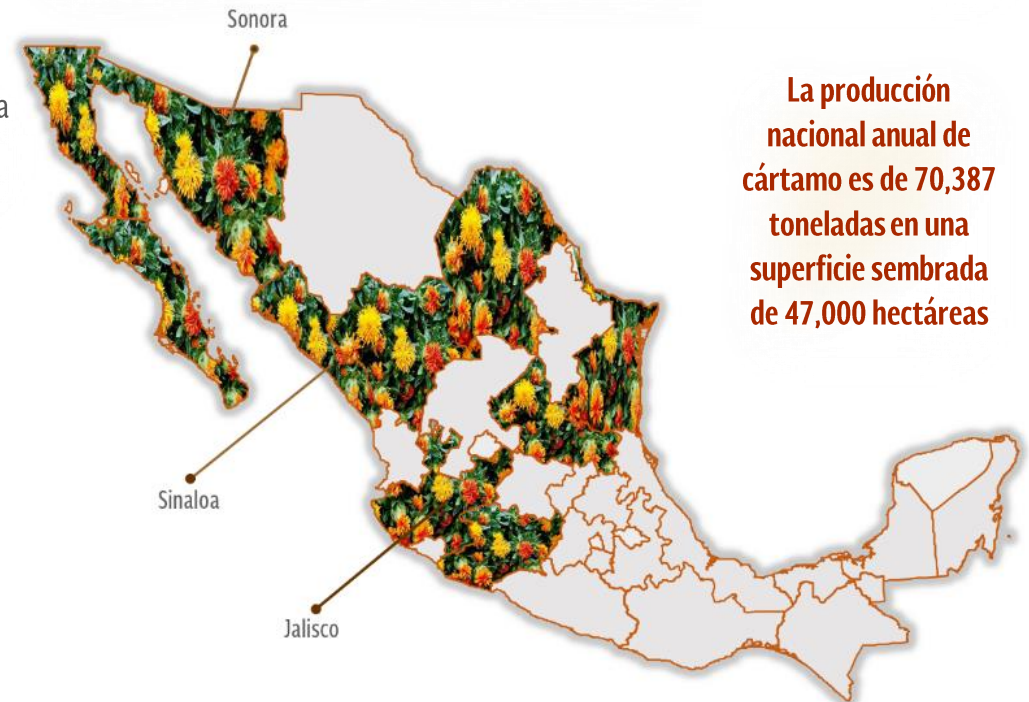 Sonora
a
La producción
nacional anual de
cártamo es de 70,387
toneladas en una
superficie sembrada
de 47,000 hectáreas
Sinaloa
Jalisco